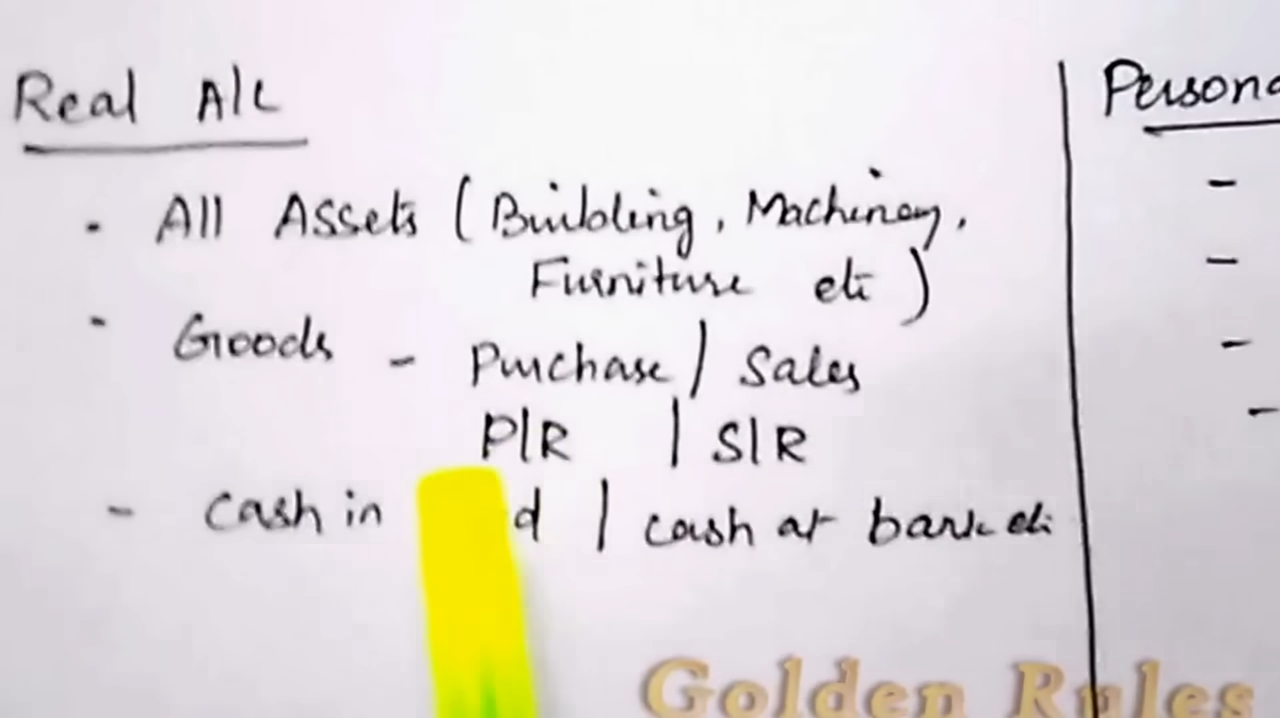 Real A/c
· All Assets (Building, Machinery,
Furniture etc)
· Goods - Purchase / Sales
P/R / S/R
- Cash in d / cash at bank etc
Persona
-
-
-
-
Golden Rules